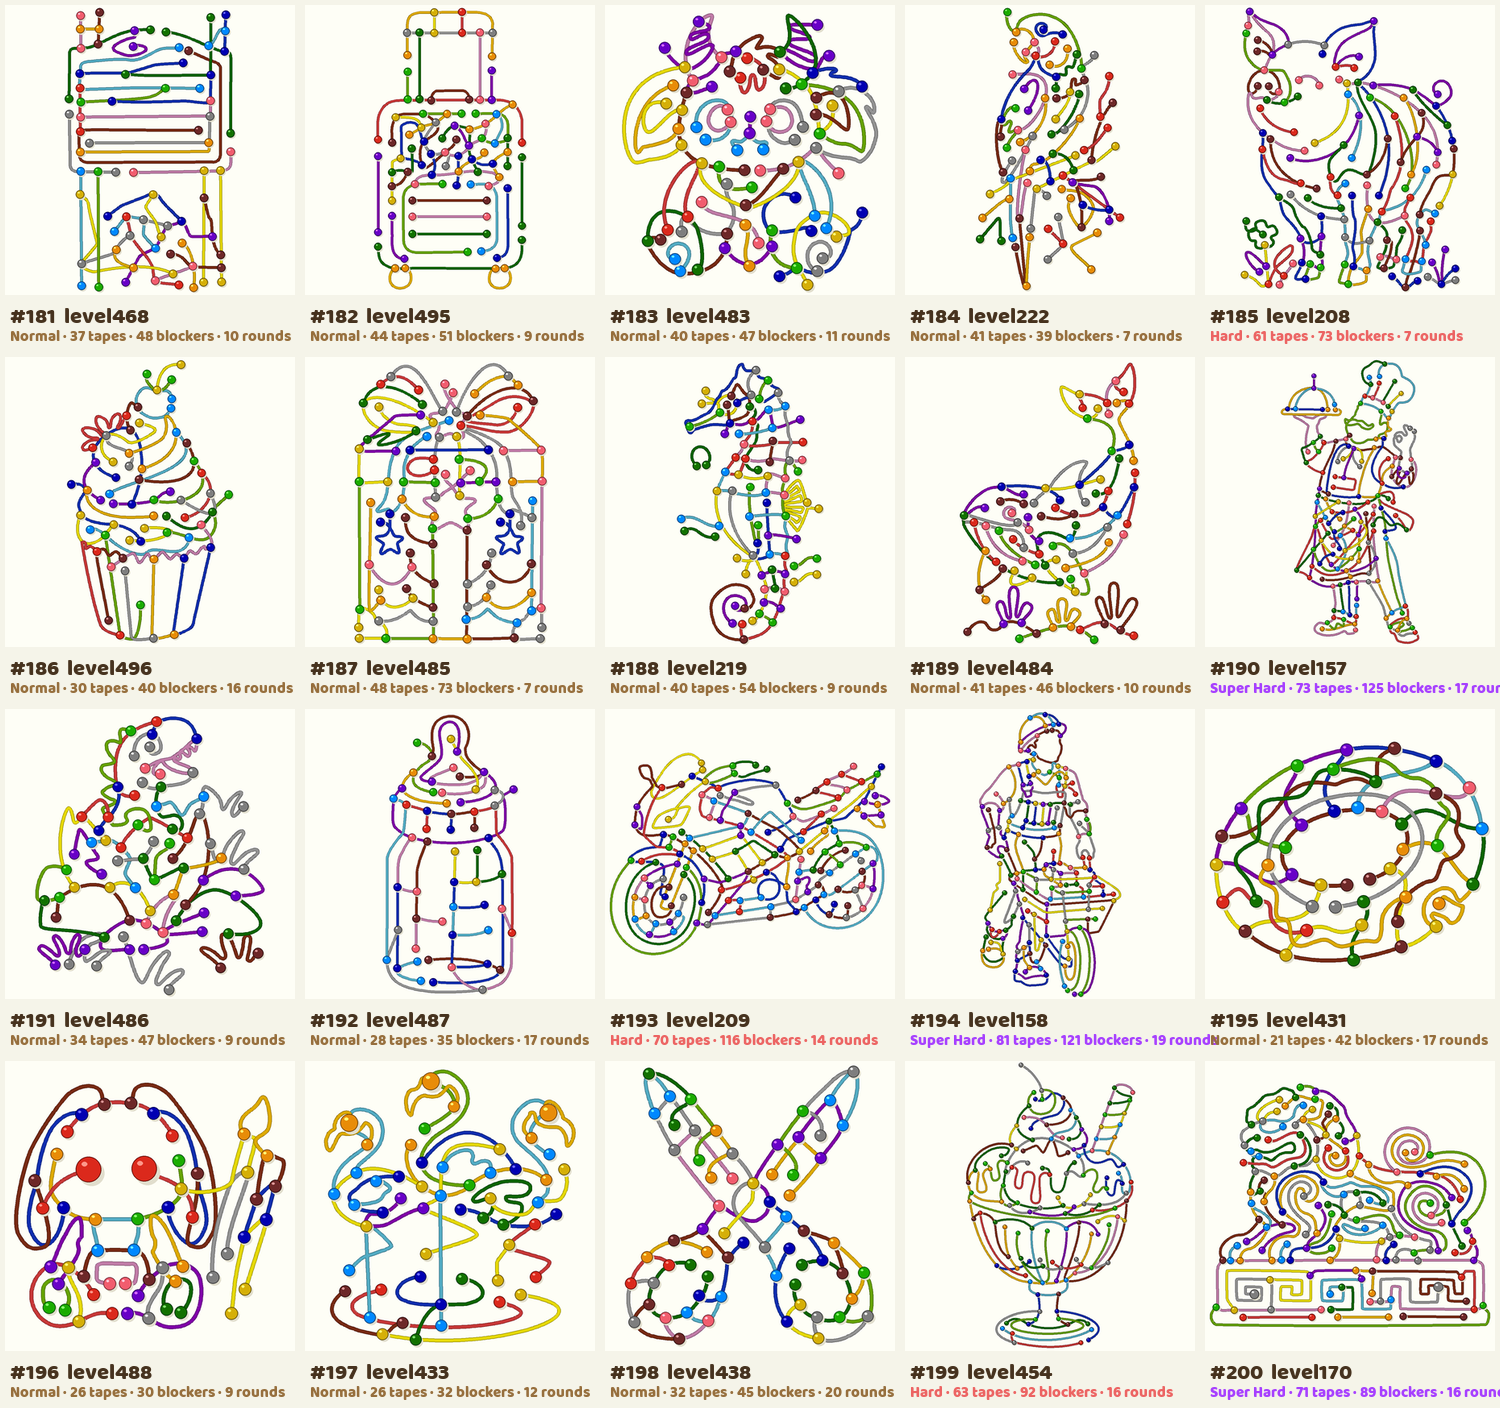 #181 level468
Normal · 37 tapes · 48 blockers · 10 rounds
#182 level495
Normal · 44 tapes · 51 blockers · 9 rounds
#183 level483
Normal · 40 tapes · 47 blockers · 11 rounds
#184 level222
Normal · 41 tapes · 39 blockers · 7 rounds
#185 level208
Hard · 61 tapes · 73 blockers · 7 rounds
#186 level496
Normal · 30 tapes · 40 blockers · 16 rounds
#187 level485
Normal · 48 tapes · 73 blockers · 7 rounds
#188 level219
Normal · 40 tapes · 54 blockers · 9 rounds
#189 level484
Normal · 41 tapes · 46 blockers · 10 rounds
#190 level157
Super Hard · 73 tapes · 125 blockers · 17 roun
#191 level486
Normal · 34 tapes · 47 blockers · 9 rounds
#192 level487
Normal · 28 tapes · 35 blockers · 17 rounds
#193 level209
Hard · 70 tapes · 116 blockers · 14 rounds
#194 level158
Super Hard · 81 tapes · 121 blockers · 19 rounds
#195 level431
Normal · 21 tapes · 42 blockers · 17 rounds
#196 level488
Normal · 26 tapes · 30 blockers · 9 rounds
#197 level433
Normal · 26 tapes · 32 blockers · 12 rounds
#198 level438
Normal · 32 tapes · 45 blockers · 20 rounds
#199 level454
Hard · 63 tapes · 92 blockers · 16 rounds
#200 level170
Super Hard · 71 tapes · 89 blockers · 16 roun